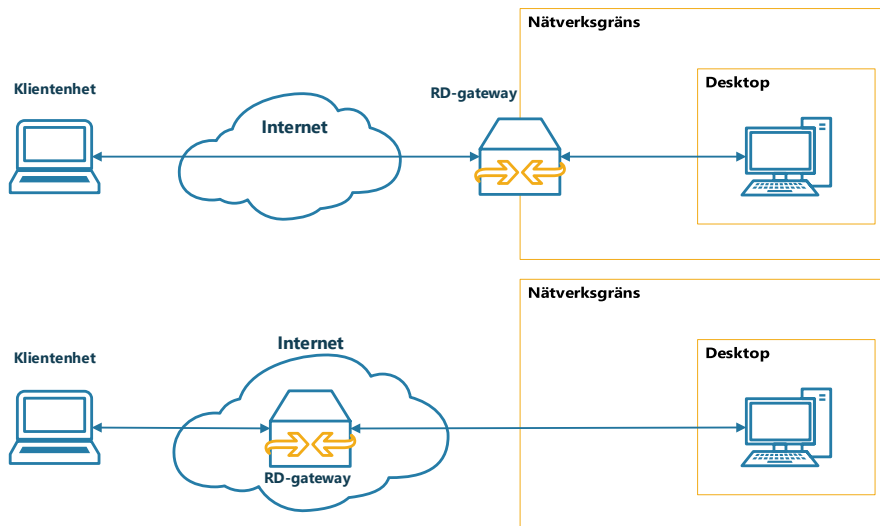 Nätverksgräns
Klientenhet
Internet
RD-gateway
Desktop
Nätverksgräns
Klientenhet
Internet
RD-gateway
Desktop